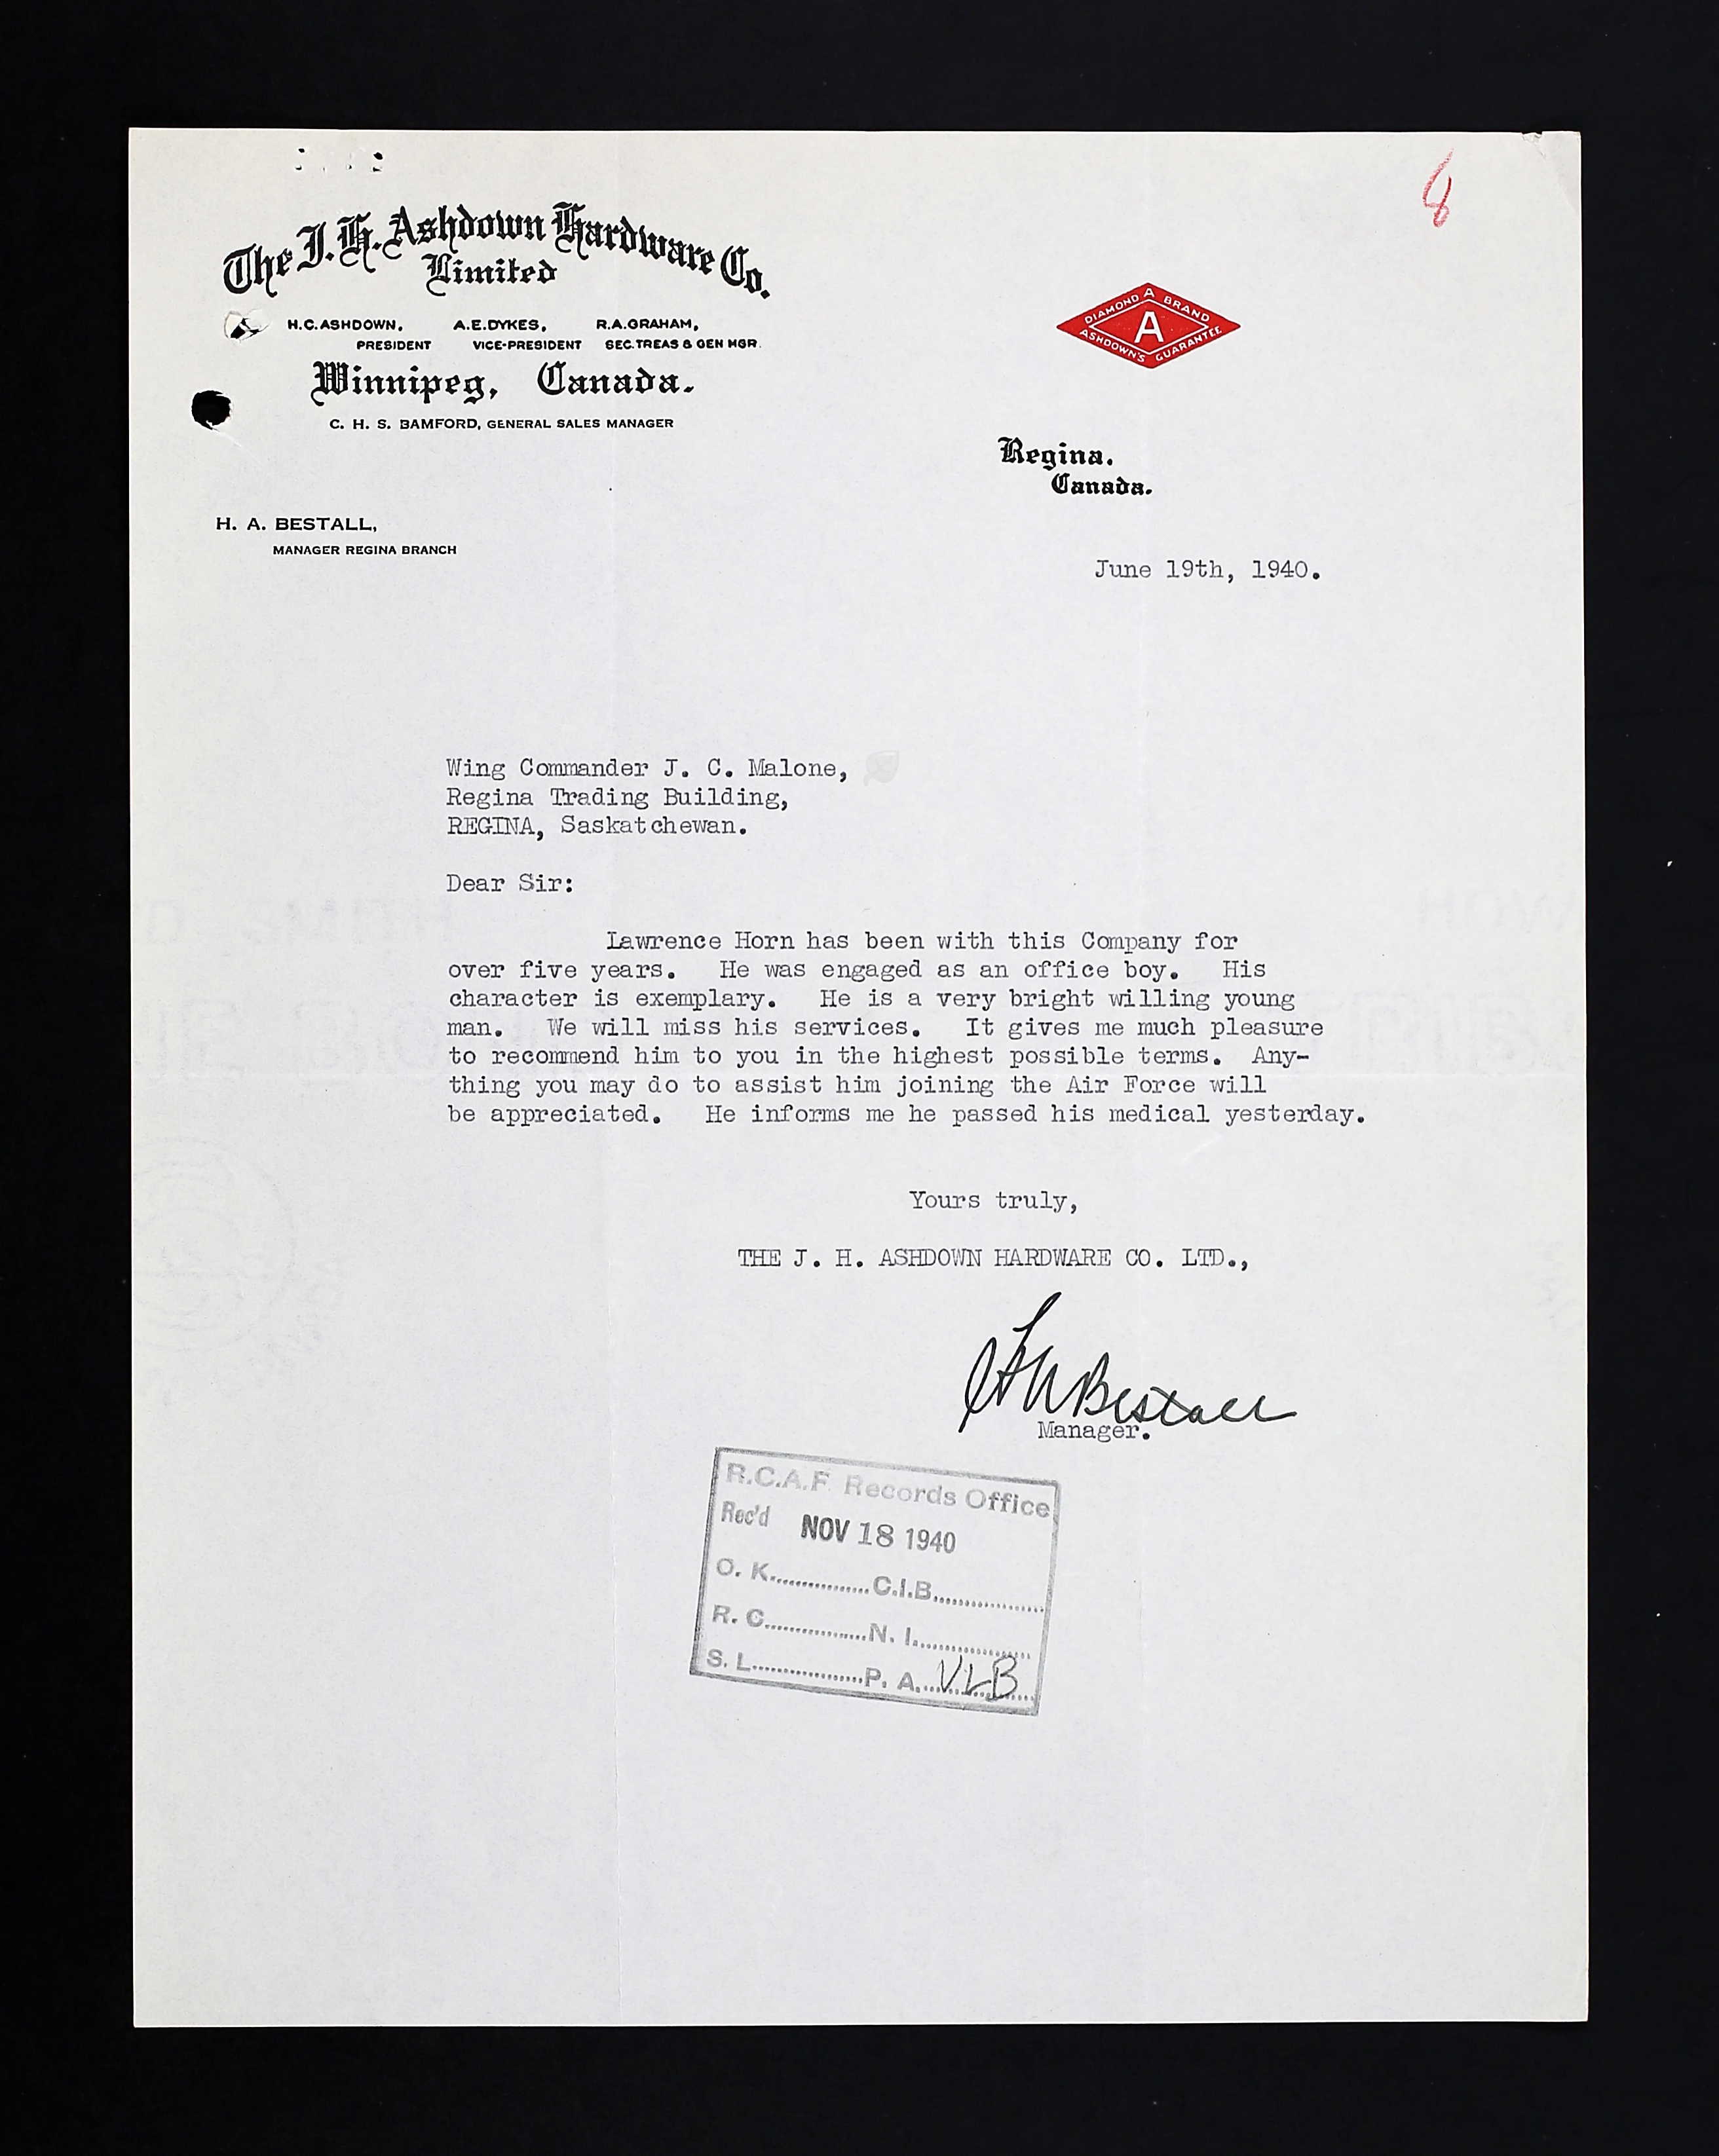 8
The J. H. Ashdown Hardware Co.
Limited
H.C.ASHDOWN, A.E.DYKES, R.A.GRAHAM,
PRESIDENT VICE-PRESIDENT SEC.TREAS & GEN MGR.
Winnipeg, Canada.
C. H. S. BAMFORD, GENERAL SALES MANAGER
DIAMOND A BRAND
A
ASHDOWN'S GUARANTEE
Regina.
Canada.
H. A. BESTALL,
MANAGER REGINA BRANCH
June 19th, 1940.
Wing Commander J. C. Malone,
Regina Trading Building,
REGINA, Saskatchewan.
Dear Sir:
Lawrence Horn has been with this Company for
over five years. He was engaged as an office boy. His
character is exemplary. He is a very bright willing young
man. We will miss his services. It gives me much pleasure
to recommend him to you in the highest possible terms. Any-
thing you may do to assist him joining the Air Force will
be appreciated. He informs me he passed his medical yesterday.
Yours truly,
THE J. H. ASHDOWN HARDWARE CO. LTD.,
HABestall
Manager.
R.C.A.F. Records Office
Rec'd NOV 18 1940
O. K...............C.I.B...................
R. C.................N. I....................
S. L..................P. A....VLB...